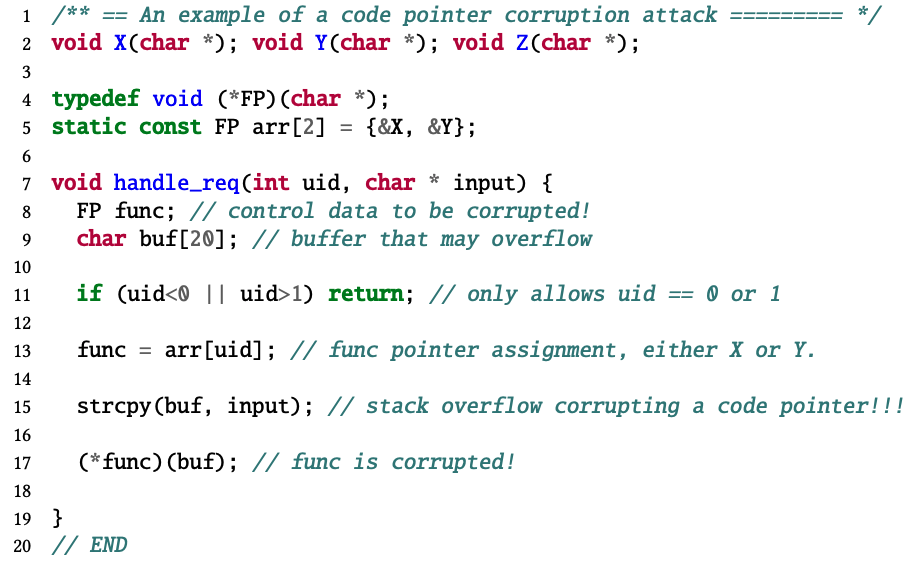 1 /** == An example of a code pointer corruption attack ========= */
2 void X(char *); void Y(char *); void Z(char *);
3
4 typedef void (*FP)(char *);
5 static const FP arr[2] = {&X, &Y};
6
7 void handle_req(int uid, char * input) {
8   FP func; // control data to be corrupted!
9   char buf[20]; // buffer that may overflow
10
11   if (uid<0 || uid>1) return; // only allows uid == 0 or 1
12
13   func = arr[uid]; // func pointer assignment, either X or Y.
14
15   strcpy(buf, input); // stack overflow corrupting a code pointer!!!
16
17   (*func)(buf); // func is corrupted!
18
19 }
20 // END